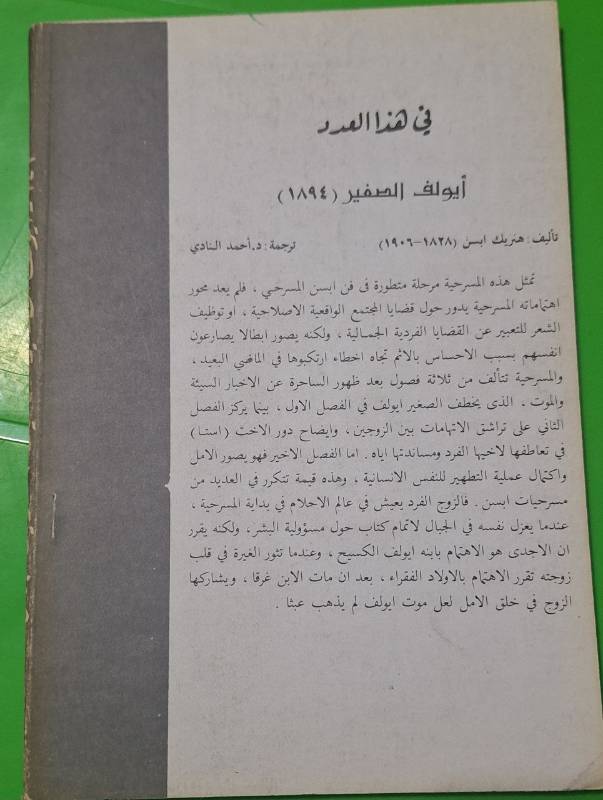 في هذا العدد
أيولف الصغير (١٨٩٤)
تأليف: هنريك ابسن (١٨٢٨-١٩٠٦) ترجمة: د. أحمد النادي
تمثل هذه المسرحية مرحلة متطورة فى فن ابسن المسرحي ، فلم يعد محور
اهتماماته المسرحية يدور حول قضايا المجتمع الواقعية الاصلاحية ، او توظيف
الشعر للتعبير عن القضايا الفردية الجمالية ، ولكنه يصور ابطالا يصارعون
انفسهم بسبب الاحساس بالاثم تجاه اخطاء ارتكبوها في الماضي البعيد ،
والمسرحية تتألف من ثلاثة فصول بعد ظهور الساحرة عن الاخبار السيئة
والموت ، الذى يخطف الصغير ايولف في الفصل الاول ، بينما يركز الفصل
الثاني على تراشق الاتهامات بين الزوجين ، وايضاح دور الاخت (استا)
في تعاطفها لاخيها الفرد ومساندتها اياه . اما الفصل الاخير فهو يصور الامل
واكتمال عملية التطهير للنفس الانسانية ، وهذه قيمة تتكرر في العديد من
مسرحيات ابسن . فالزوج الفرد يعيش في عالم الاحلام في بداية المسرحية ،
عندما يعزل نفسه في الجبال لاتمام كتاب حول مسؤولية البشر، ولكنه يقرر
ان الاجدى هو الاهتمام بابنه ايولف الكسيح ، وعندما تثور الغيرة في قلب
زوجته تقرر الاهتمام بالاولاد الفقراء ، بعد ان مات الابن غرقا ، ويشاركها
الزوج في خلق الامل لعل موت ايولف لم يذهب عبثا .